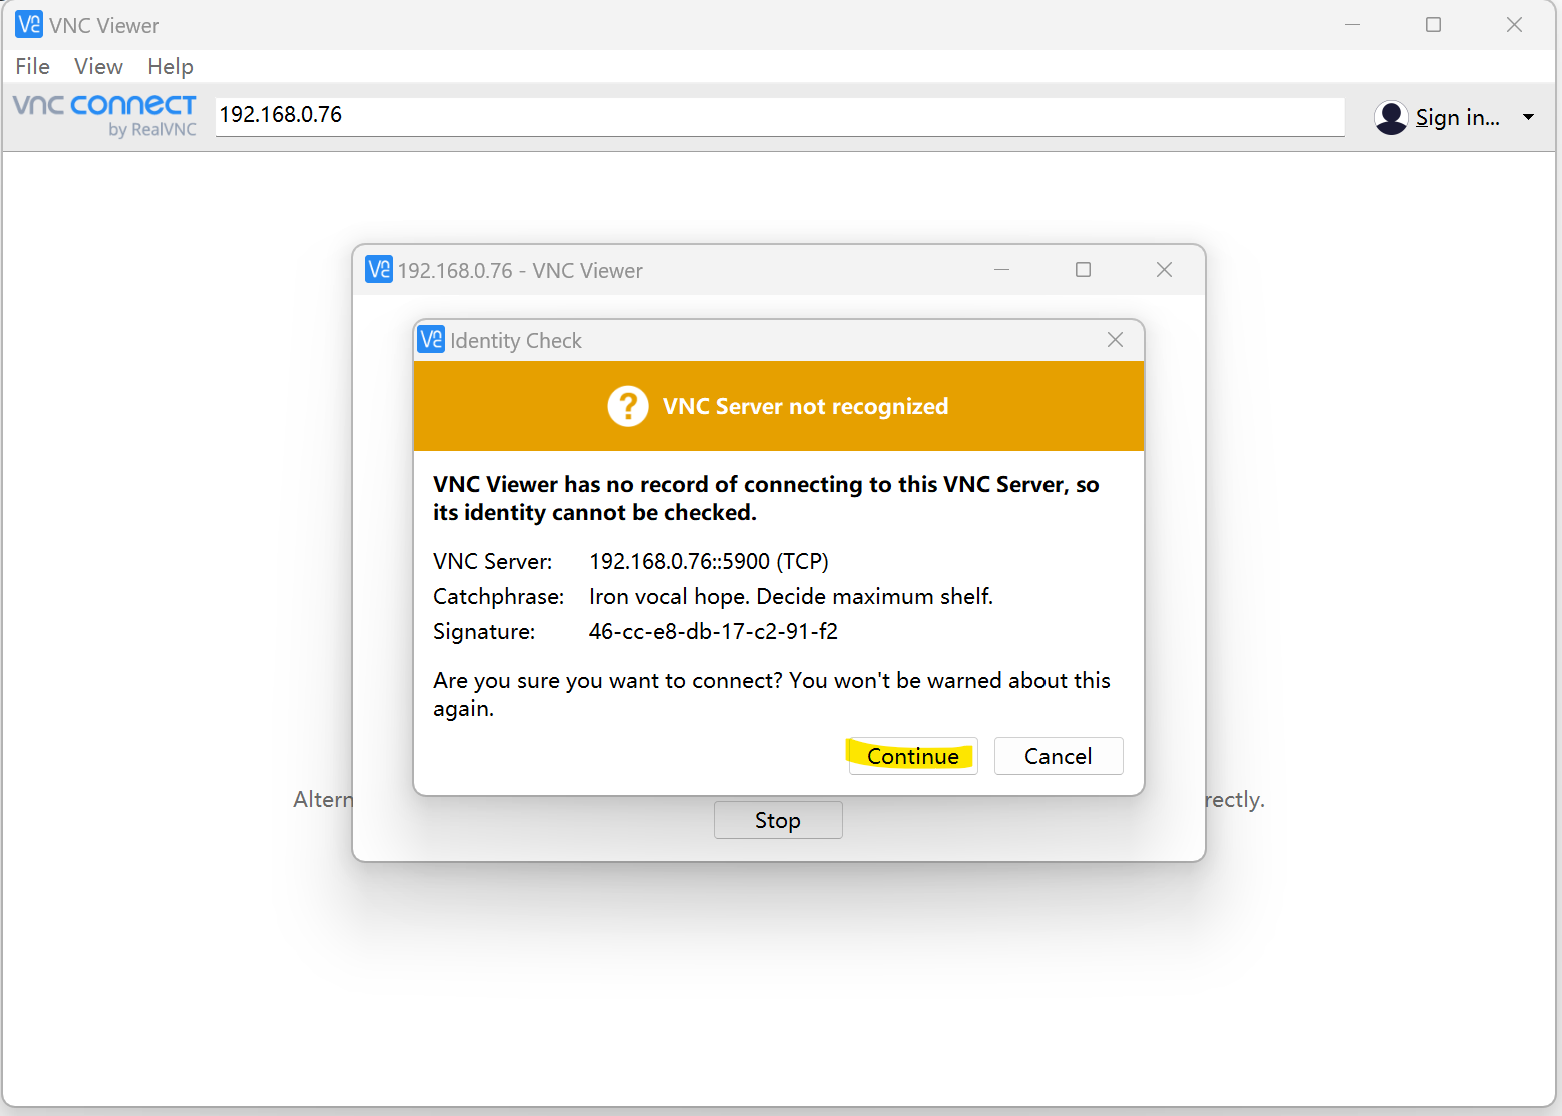 VNC Viewer
File View Help
vnc connect
by RealVNC
192.168.0.76
Sign in...
192.168.0.76 - VNC Viewer
Identity Check
? VNC Server not recognized
VNC Viewer has no record of connecting to this VNC Server, so
its identity cannot be checked.
VNC Server: 192.168.0.76::5900 (TCP)
Catchphrase: Iron vocal hope. Decide maximum shelf.
Signature: 46-cc-e8-db-17-c2-91-f2
Are you sure you want to connect? You won't be warned about this
again.
Continue Cancel
Altern rectly.
Stop